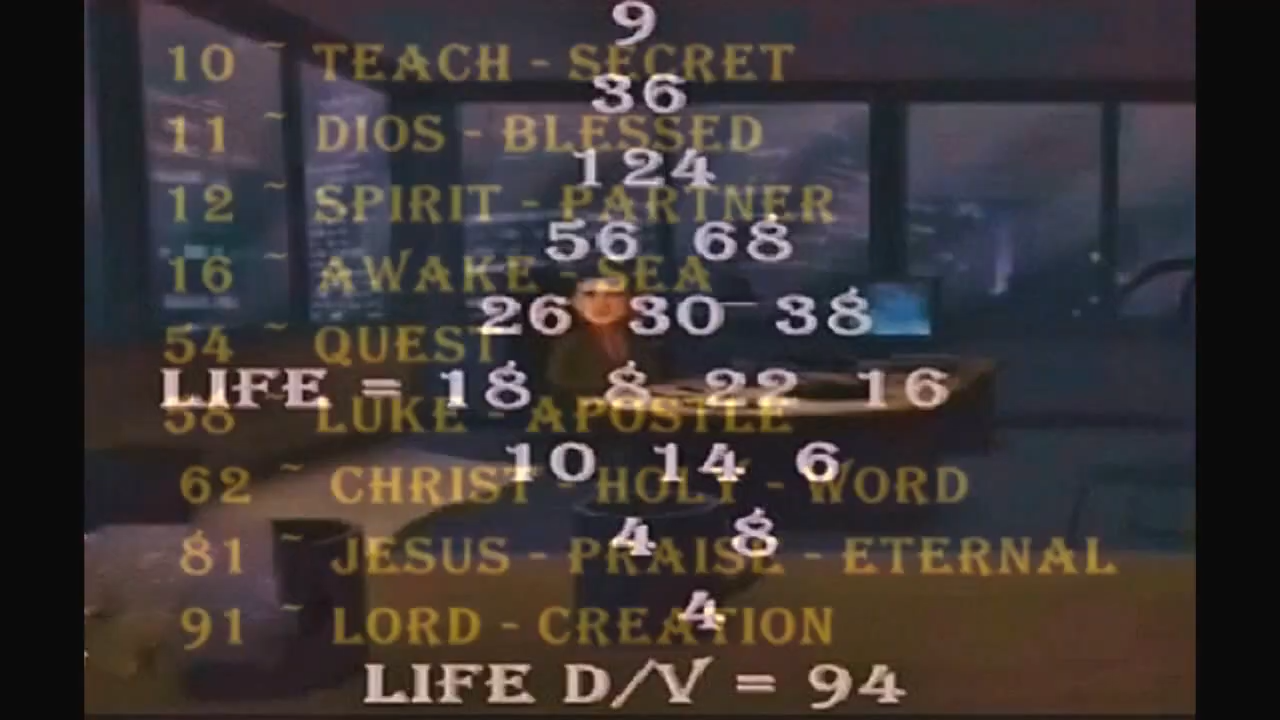 9
10 ~ TEACH - SECRET
36
11 ~ DIOS - BLESSED
124
12 ~ SPIRIT - PARTNER
56 68
16 ~ AWAKE - SEA
26 30 38
54 ~ QUEST
LIFE = 18 8 22 16
58 ~ LUKE - APOSTLE
10 14 6
62 ~ CHRIST - HOLY - WORD
4 8
81 ~ JESUS - PRAISE - ETERNAL
4
91 ~ LORD - CREATION
LIFE D/V = 94